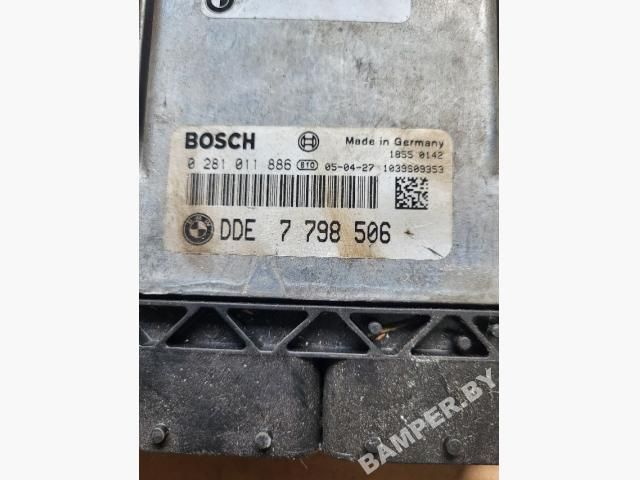 BOSCH
Made in Germany
1855 0142
0 281 011 886 B10 05-04-27 1039S09353
DDE 7 798 506
BAMPER.BY